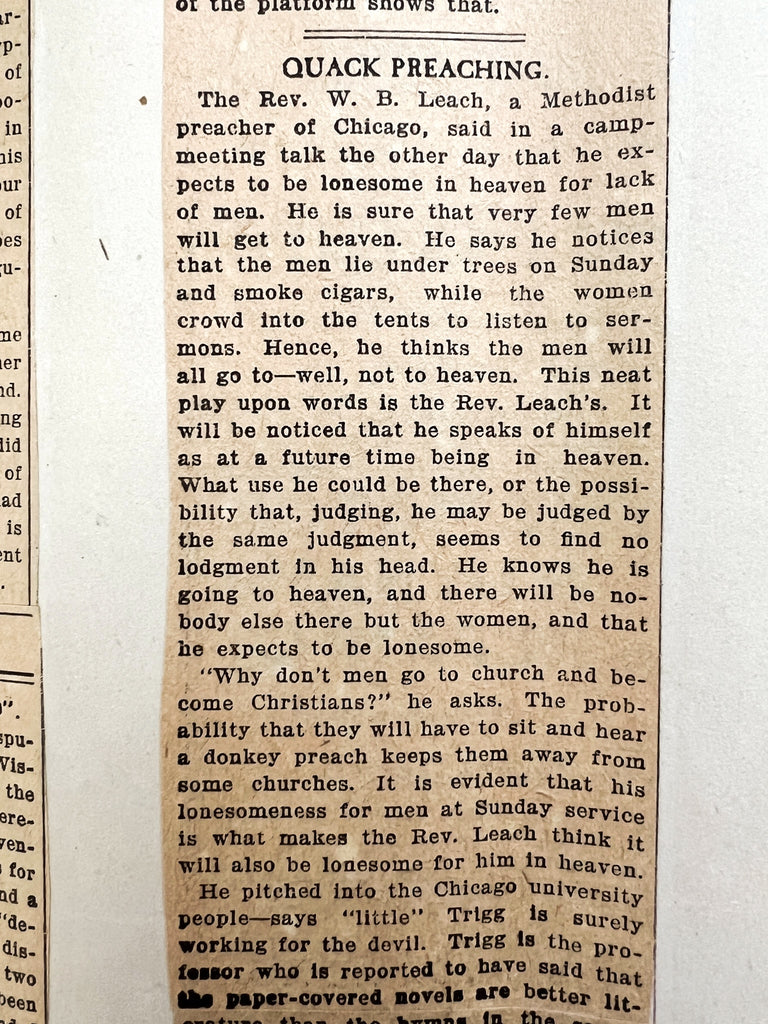 of the platform shows that.
QUACK PREACHING.
The Rev. W. B. Leach, a Methodist
preacher of Chicago, said in a camp-
meeting talk the other day that he ex-
pects to be lonesome in heaven for lack
of men. He is sure that very few men
will get to heaven. He says he notices
that the men lie under trees on Sunday
and smoke cigars, while the women
crowd into the tents to listen to ser-
mons. Hence, he thinks the men will
all go to—well, not to heaven. This neat
play upon words is the Rev. Leach's. It
will be noticed that he speaks of himself
as at a future time being in heaven.
What use he could be there, or the possi-
bility that, judging, he may be judged by
the same judgment, seems to find no
lodgment in his head. He knows he is
going to heaven, and there will be no-
body else there but the women, and that
he expects to be lonesome.
"Why don't men go to church and be-
come Christians?" he asks. The prob-
ability that they will have to sit and hear
a donkey preach keeps them away from
some churches. It is evident that his
lonesomeness for men at Sunday service
is what makes the Rev. Leach think it
will also be lonesome for him in heaven.
He pitched into the Chicago university
people—says "little" Trigg is surely
working for the devil. Trigg is the pro-
fessor who is reported to have said that
the paper-covered novels are better lit-
erature than the hymns in the